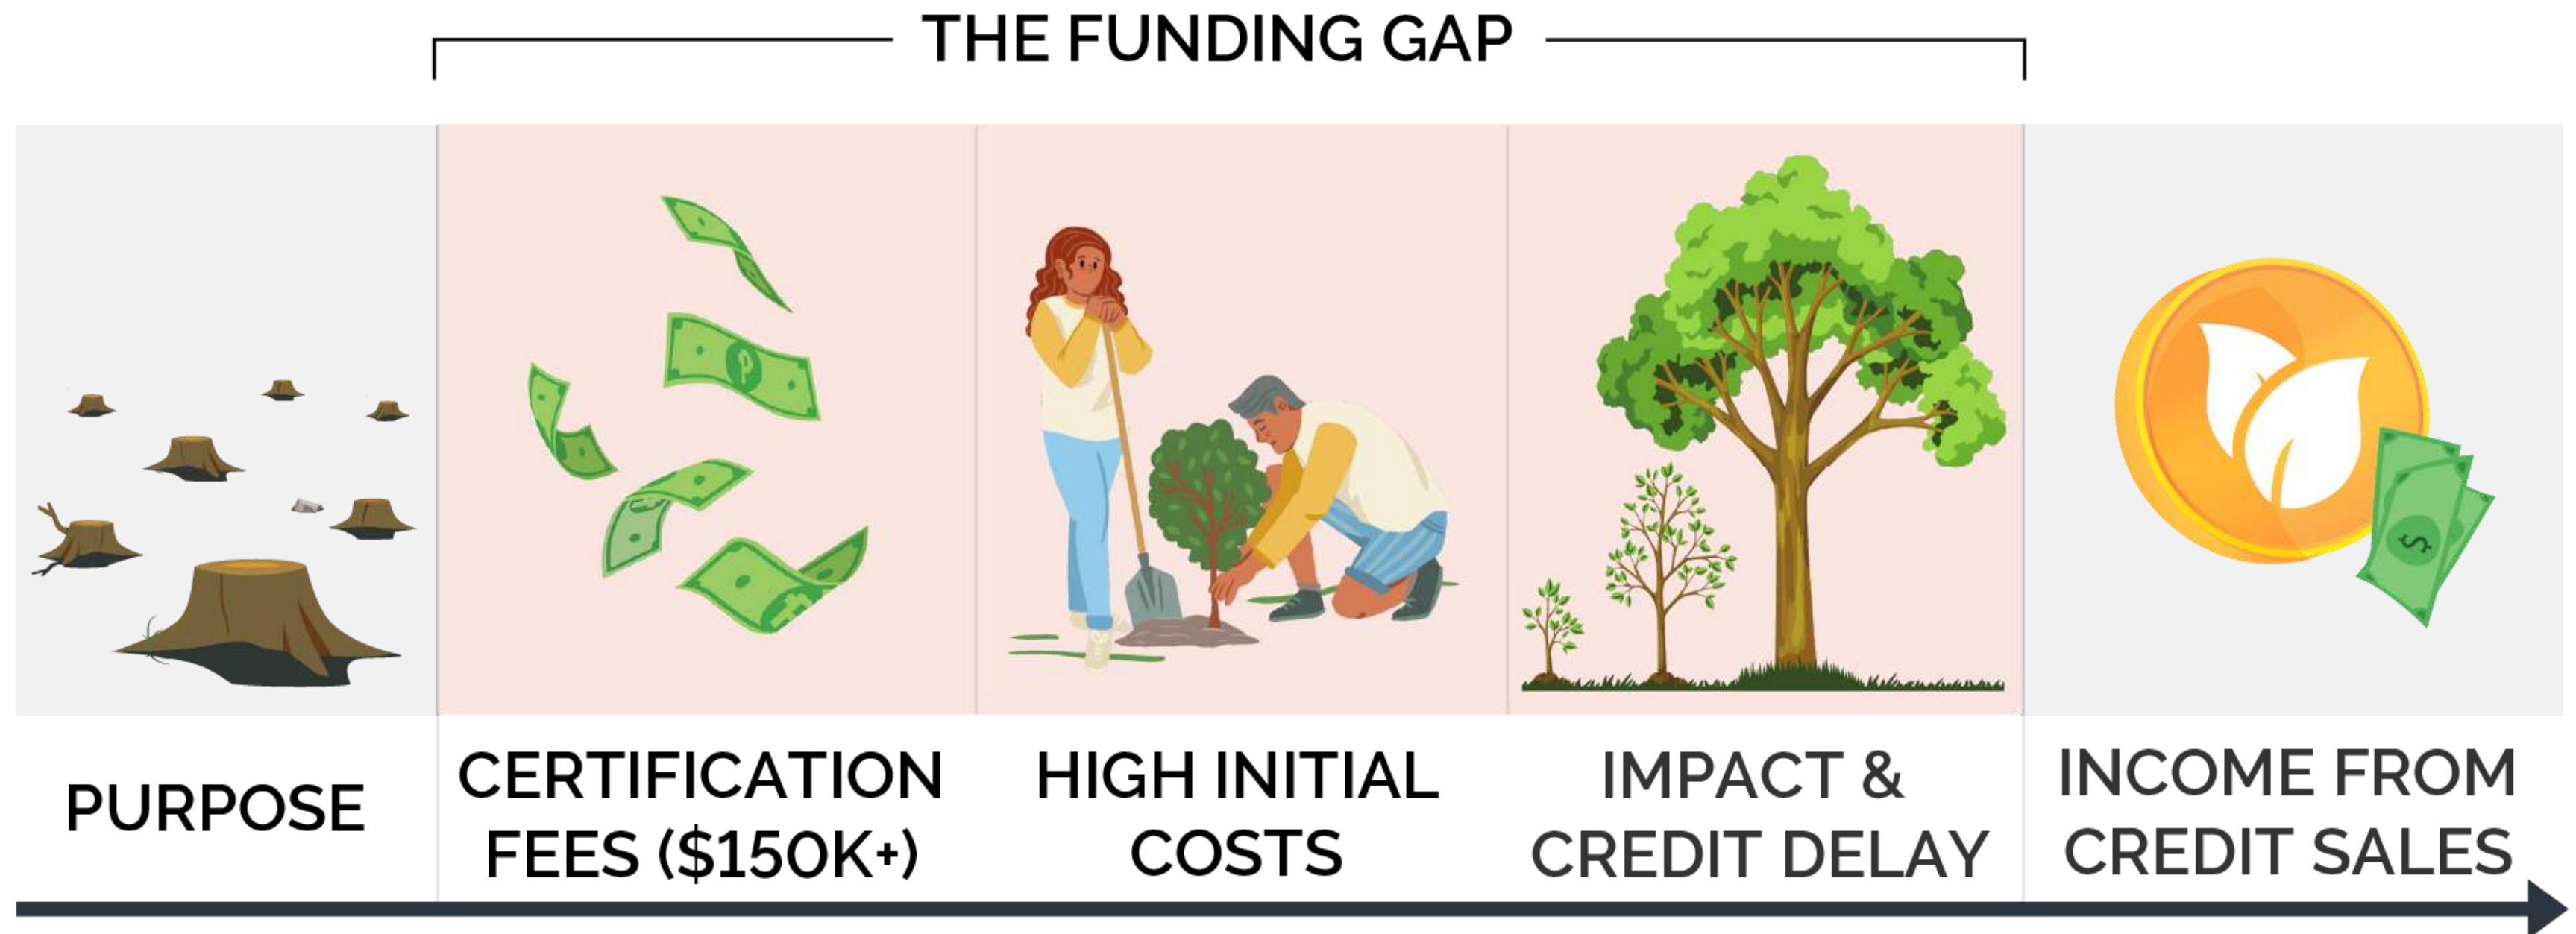 THE FUNDING GAP
PURPOSE
CERTIFICATION
FEES ($150K+)
HIGH INITIAL
COSTS
IMPACT &
CREDIT DELAY
INCOME FROM
CREDIT SALES
$